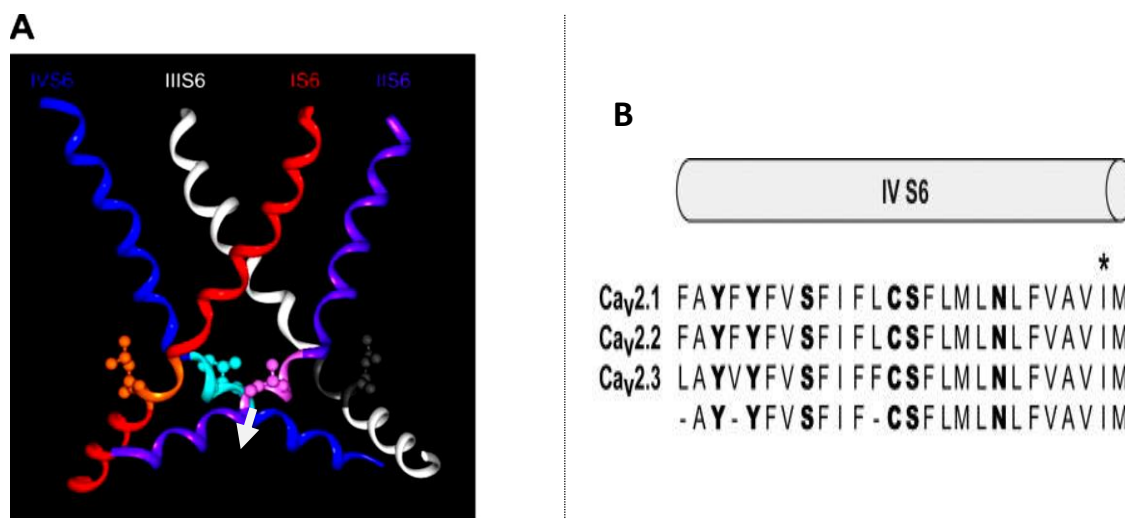 A
IVS6 IIIS6 IS6 IIS6
B
IV S6
*
Cav2.1 FAYFYFVSFIFLCSFLMLNLFVAVIM
Cav2.2 FAYFYFVSFIFLCSFLMLNLFVAVIM
Cav2.3 LAYVYFVSFIFFCSFLMLNLFVAVIM
-AY-YFVSFIF-CSFLMLNLFVAVIM